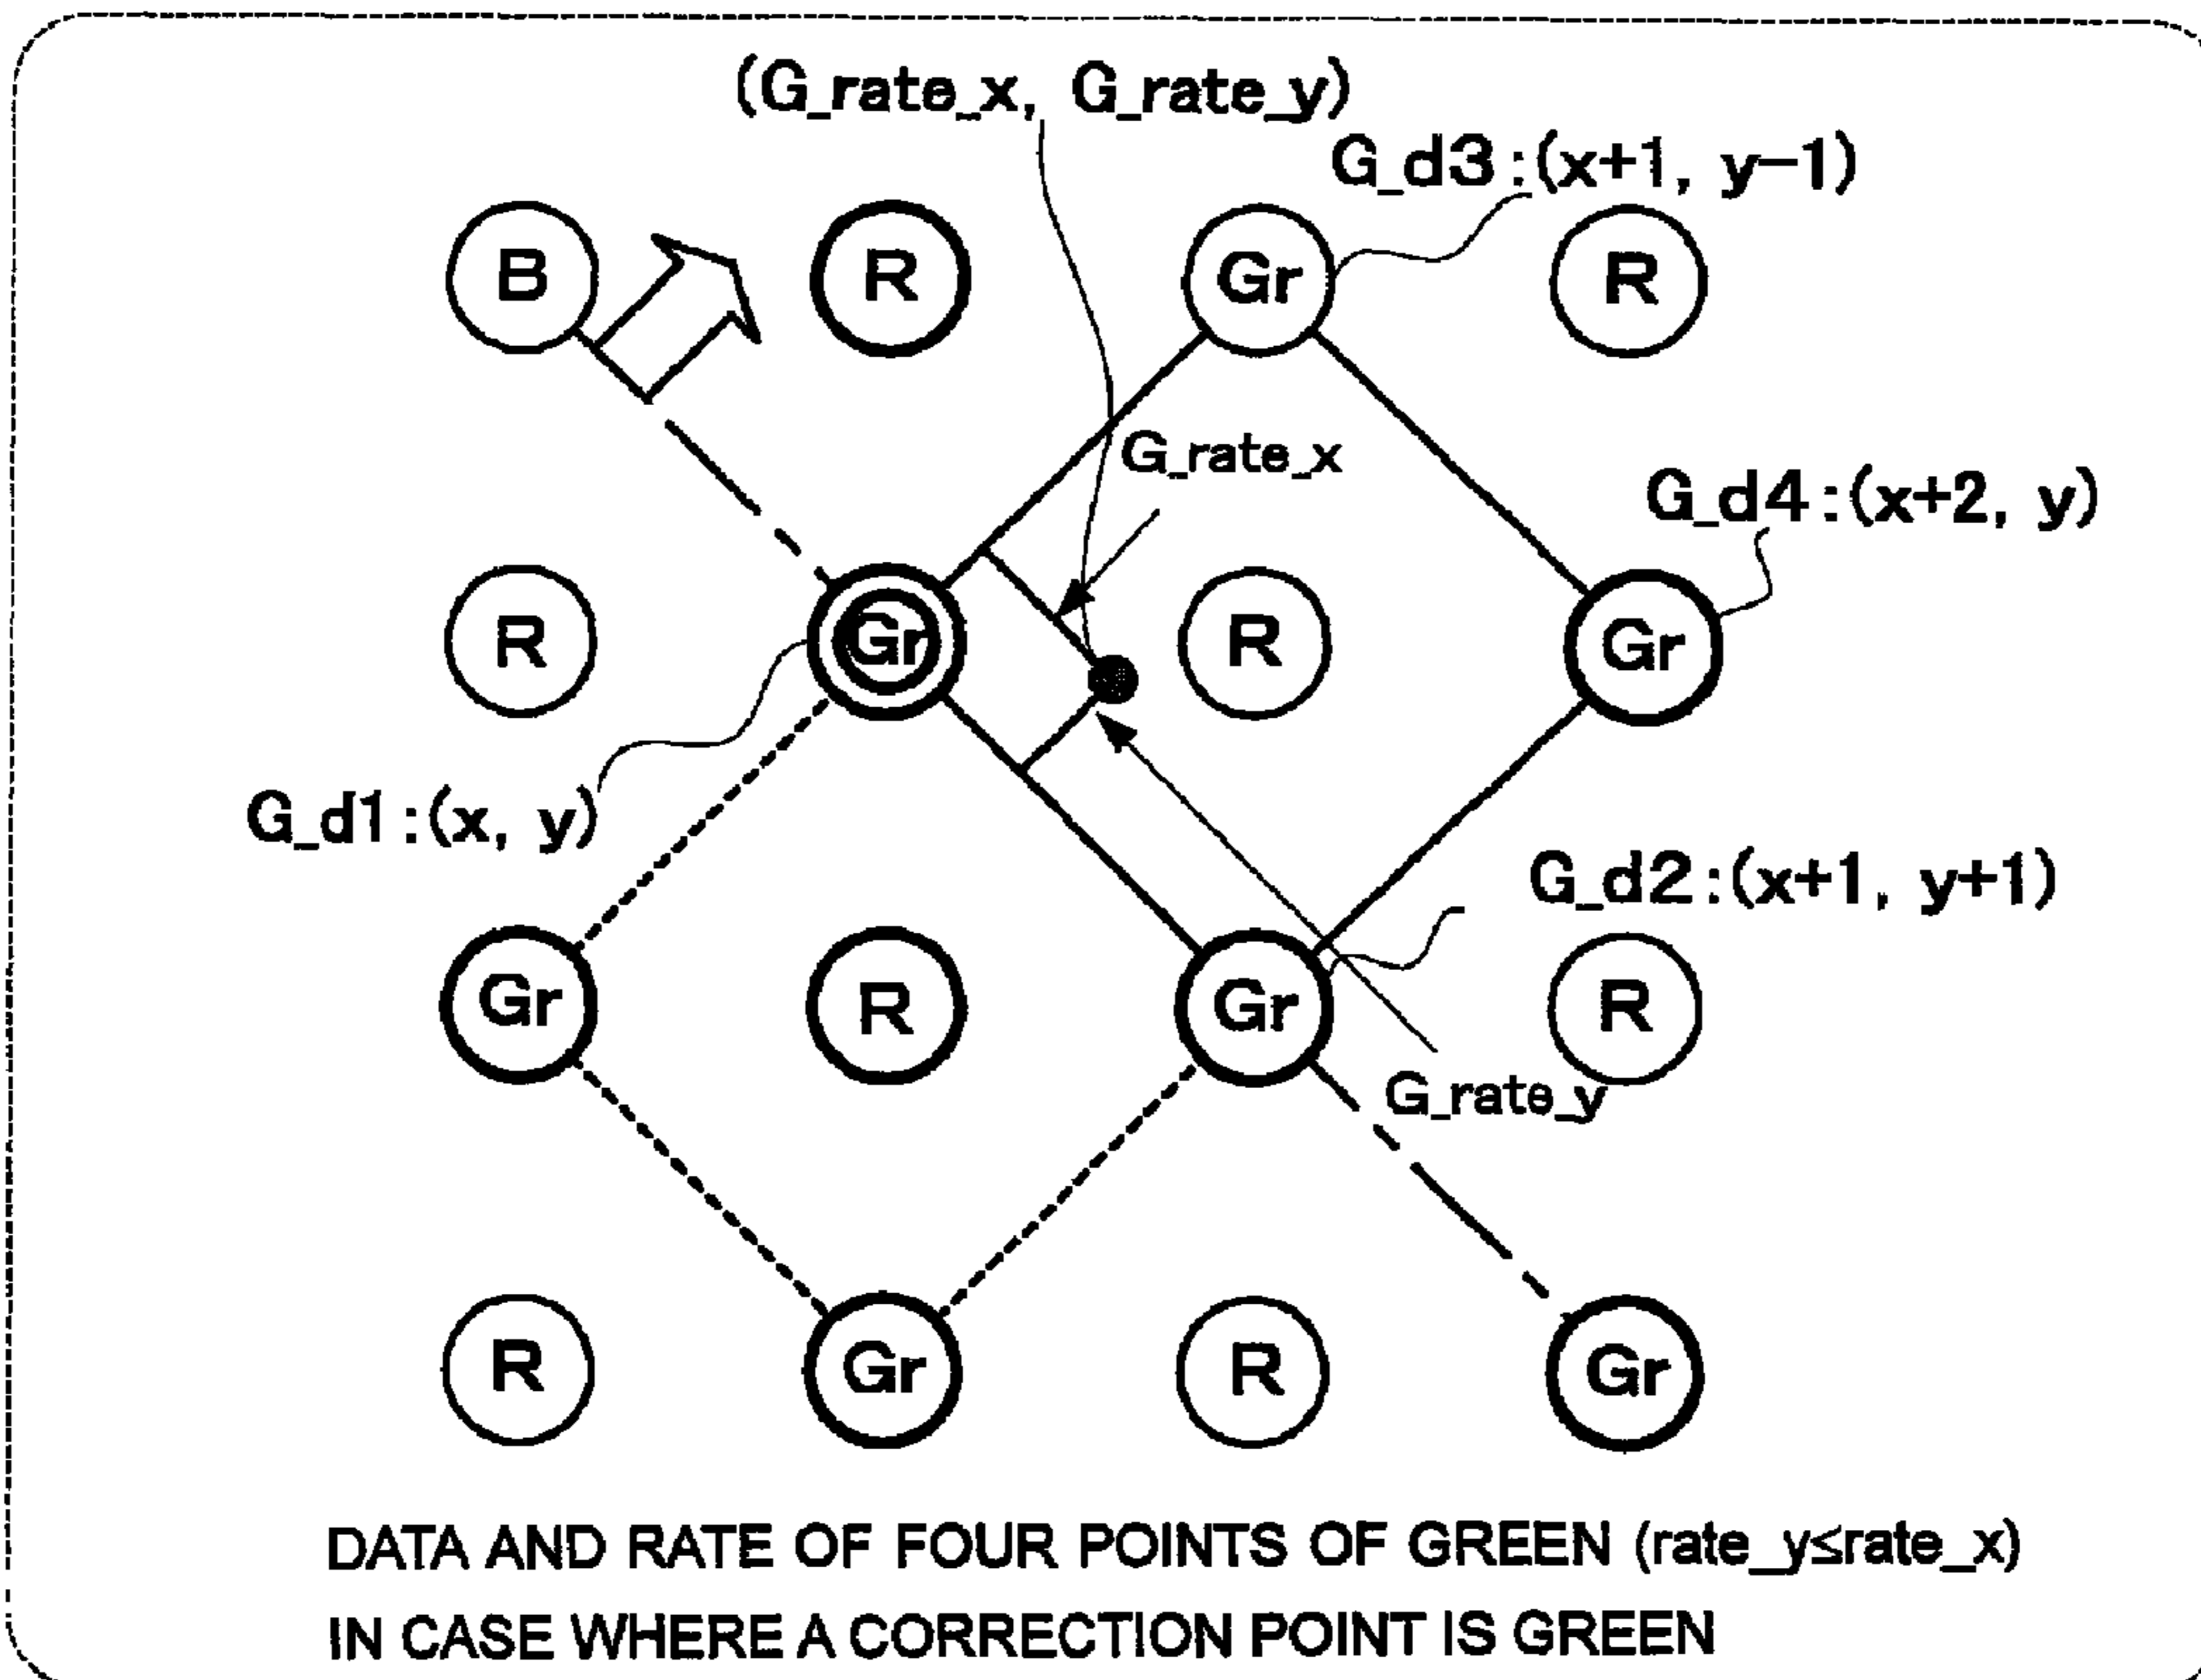 (G_rate_x, G_rate_y)
G_d3:(x+1, y-1)
B R Gr R
G_rate_x
G_d4:(x+2, y)
R Gr R Gr
G_d1:(x, y)
G_d2:(x+1, y+1)
Gr R Gr R
G_rate_y
R Gr R Gr
DATA AND RATE OF FOUR POINTS OF GREEN (rate_y≤rate_x)
IN CASE WHERE A CORRECTION POINT IS GREEN